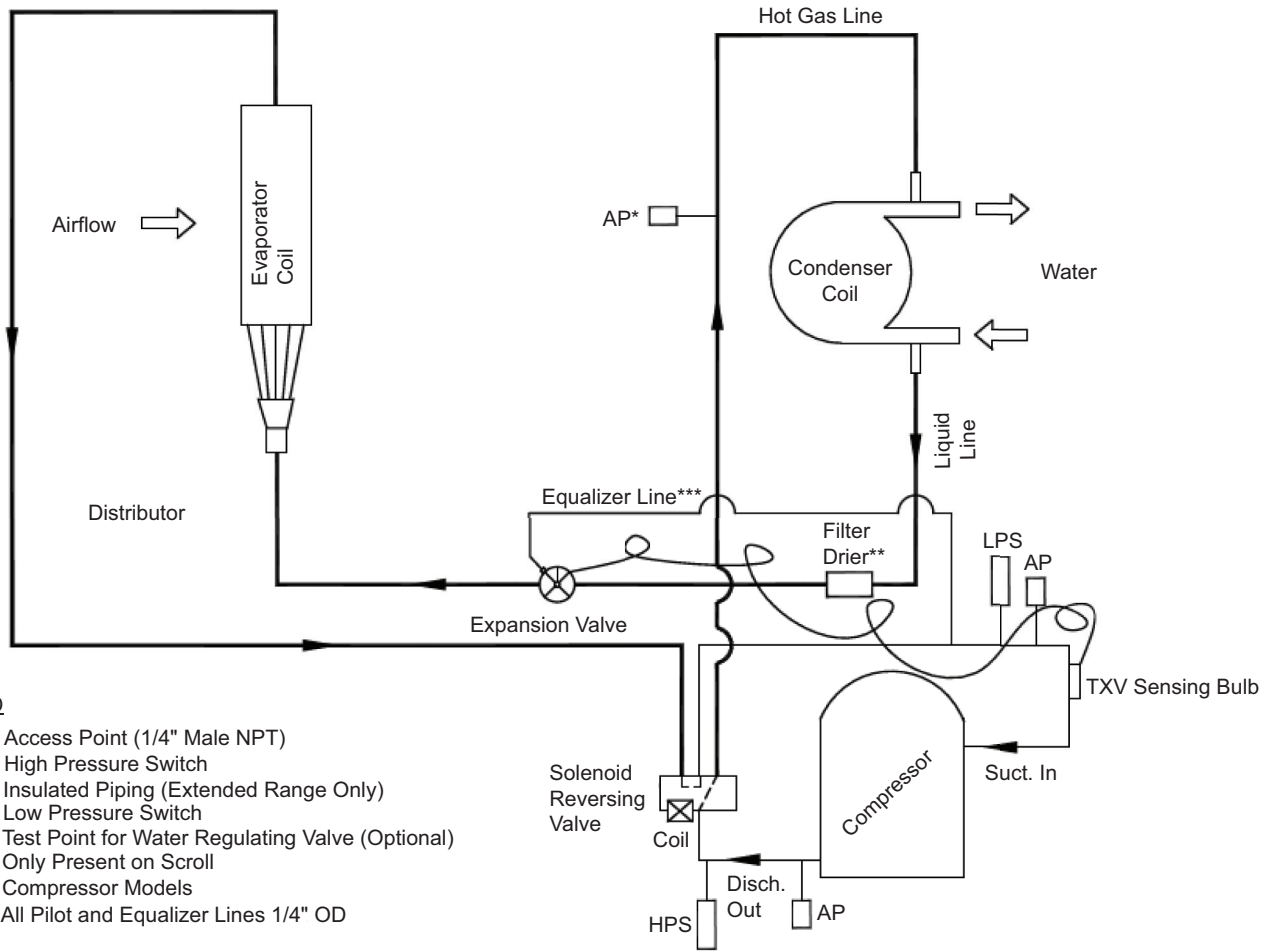 Hot Gas Line
Airflow
Evaporator
Coil
AP*
Condenser
Coil
Water
Liquid
Line
Distributor
Equalizer Line***
Filter
Drier**
LPS
AP
Expansion Valve
TXV Sensing Bulb
Access Point (1/4" Male NPT)
High Pressure Switch
Insulated Piping (Extended Range Only)
Low Pressure Switch
Test Point for Water Regulating Valve (Optional)
Only Present on Scroll
Compressor Models
All Pilot and Equalizer Lines 1/4" OD
Solenoid
Reversing
Valve
Coil
Compressor
Suct. In
Disch.
Out
HPS
AP